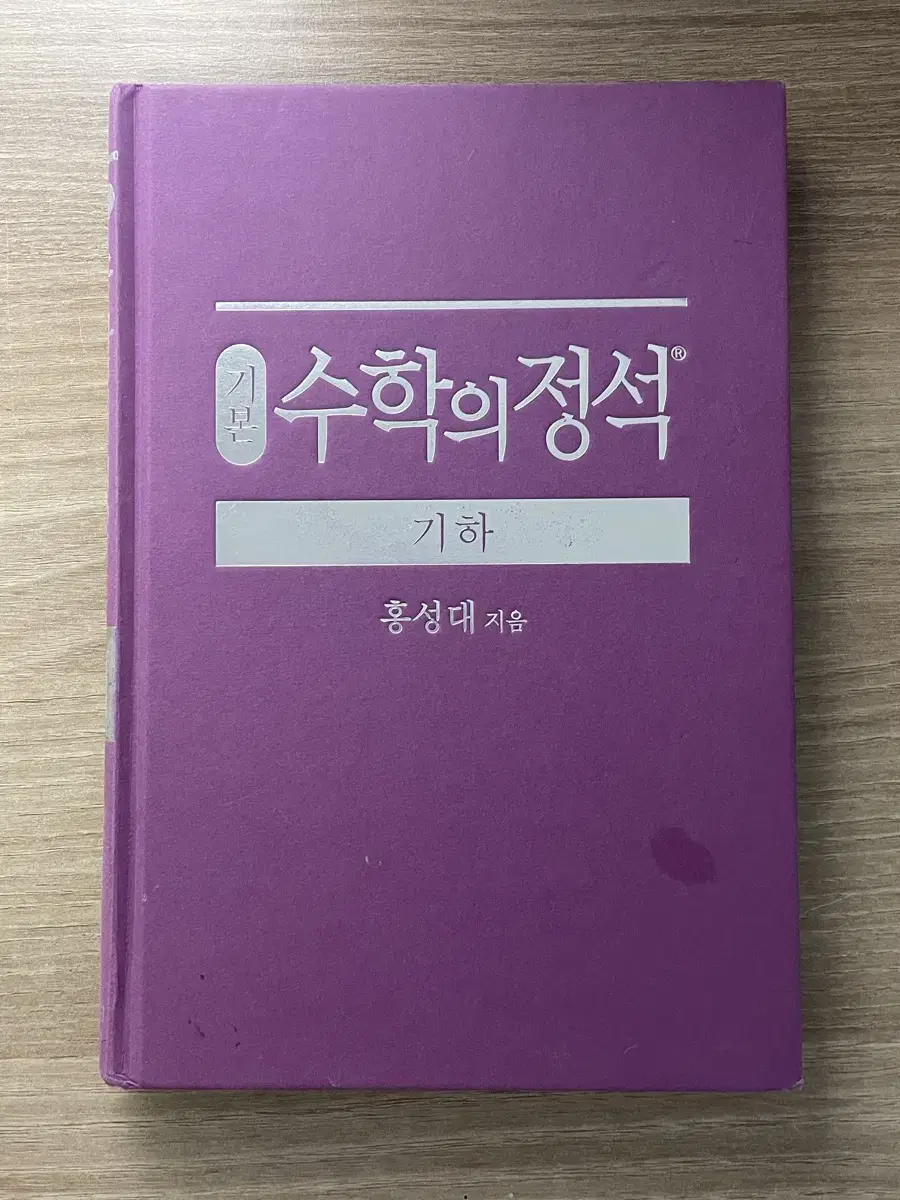 기본 수학의정석®
기하
홍성대 지음